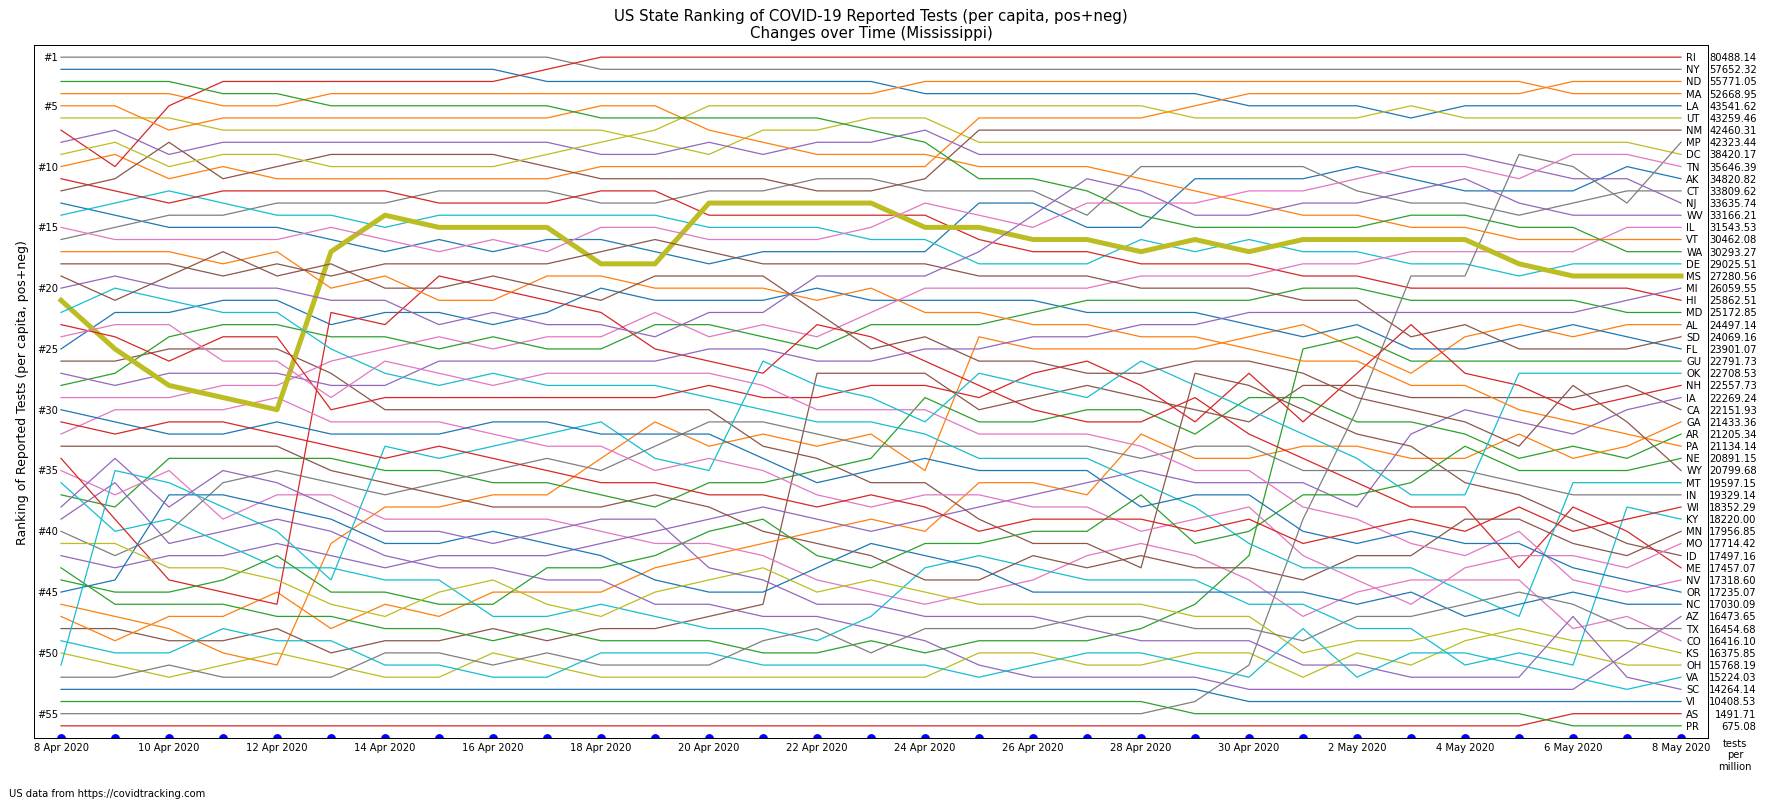 US State Ranking of COVID-19 Reported Tests (per capita, pos+neg)
Changes over Time (Mississippi)
Ranking of Reported Tests (per capita, pos+neg)
#1
#5
#10
#15
#20
#25
#30
#35
#40
#45
#50
#55
RI 80488.14
NY 57652.32
ND 55771.05
MA 52668.95
LA 43541.62
UT 43259.46
NM 42460.31
MP 42323.44
DC 38420.17
TN 35646.39
AK 34820.82
CT 33809.62
NJ 33635.74
WV 33166.21
IL 31543.53
VT 30462.08
WA 30293.27
DE 29025.51
MS 27280.56
MI 26059.55
HI 25862.51
MD 25172.85
AL 24497.14
SD 24069.16
FL 23901.07
GU 22791.73
OK 22708.53
NH 22557.73
IA 22269.24
CA 22151.93
GA 21433.36
AR 21205.34
PA 21134.14
NE 20891.15
WY 20799.68
MT 19597.15
IN 19329.14
WI 18352.29
KY 18220.00
MN 17956.85
MO 17714.42
ID 17497.16
ME 17457.07
NV 17318.60
OR 17235.07
NC 17030.09
AZ 16473.65
TX 16454.68
CO 16416.10
KS 16375.85
OH 15768.19
VA 15224.03
SC 14264.14
VI 10408.53
AS 1491.71
PR 675.08
8 Apr 2020 10 Apr 2020 12 Apr 2020 14 Apr 2020 16 Apr 2020 18 Apr 2020 20 Apr 2020 22 Apr 2020 24 Apr 2020 26 Apr 2020 28 Apr 2020 30 Apr 2020 2 May 2020 4 May 2020 6 May 2020 8 May 2020
tests
per
million
US data from https://covidtracking.com